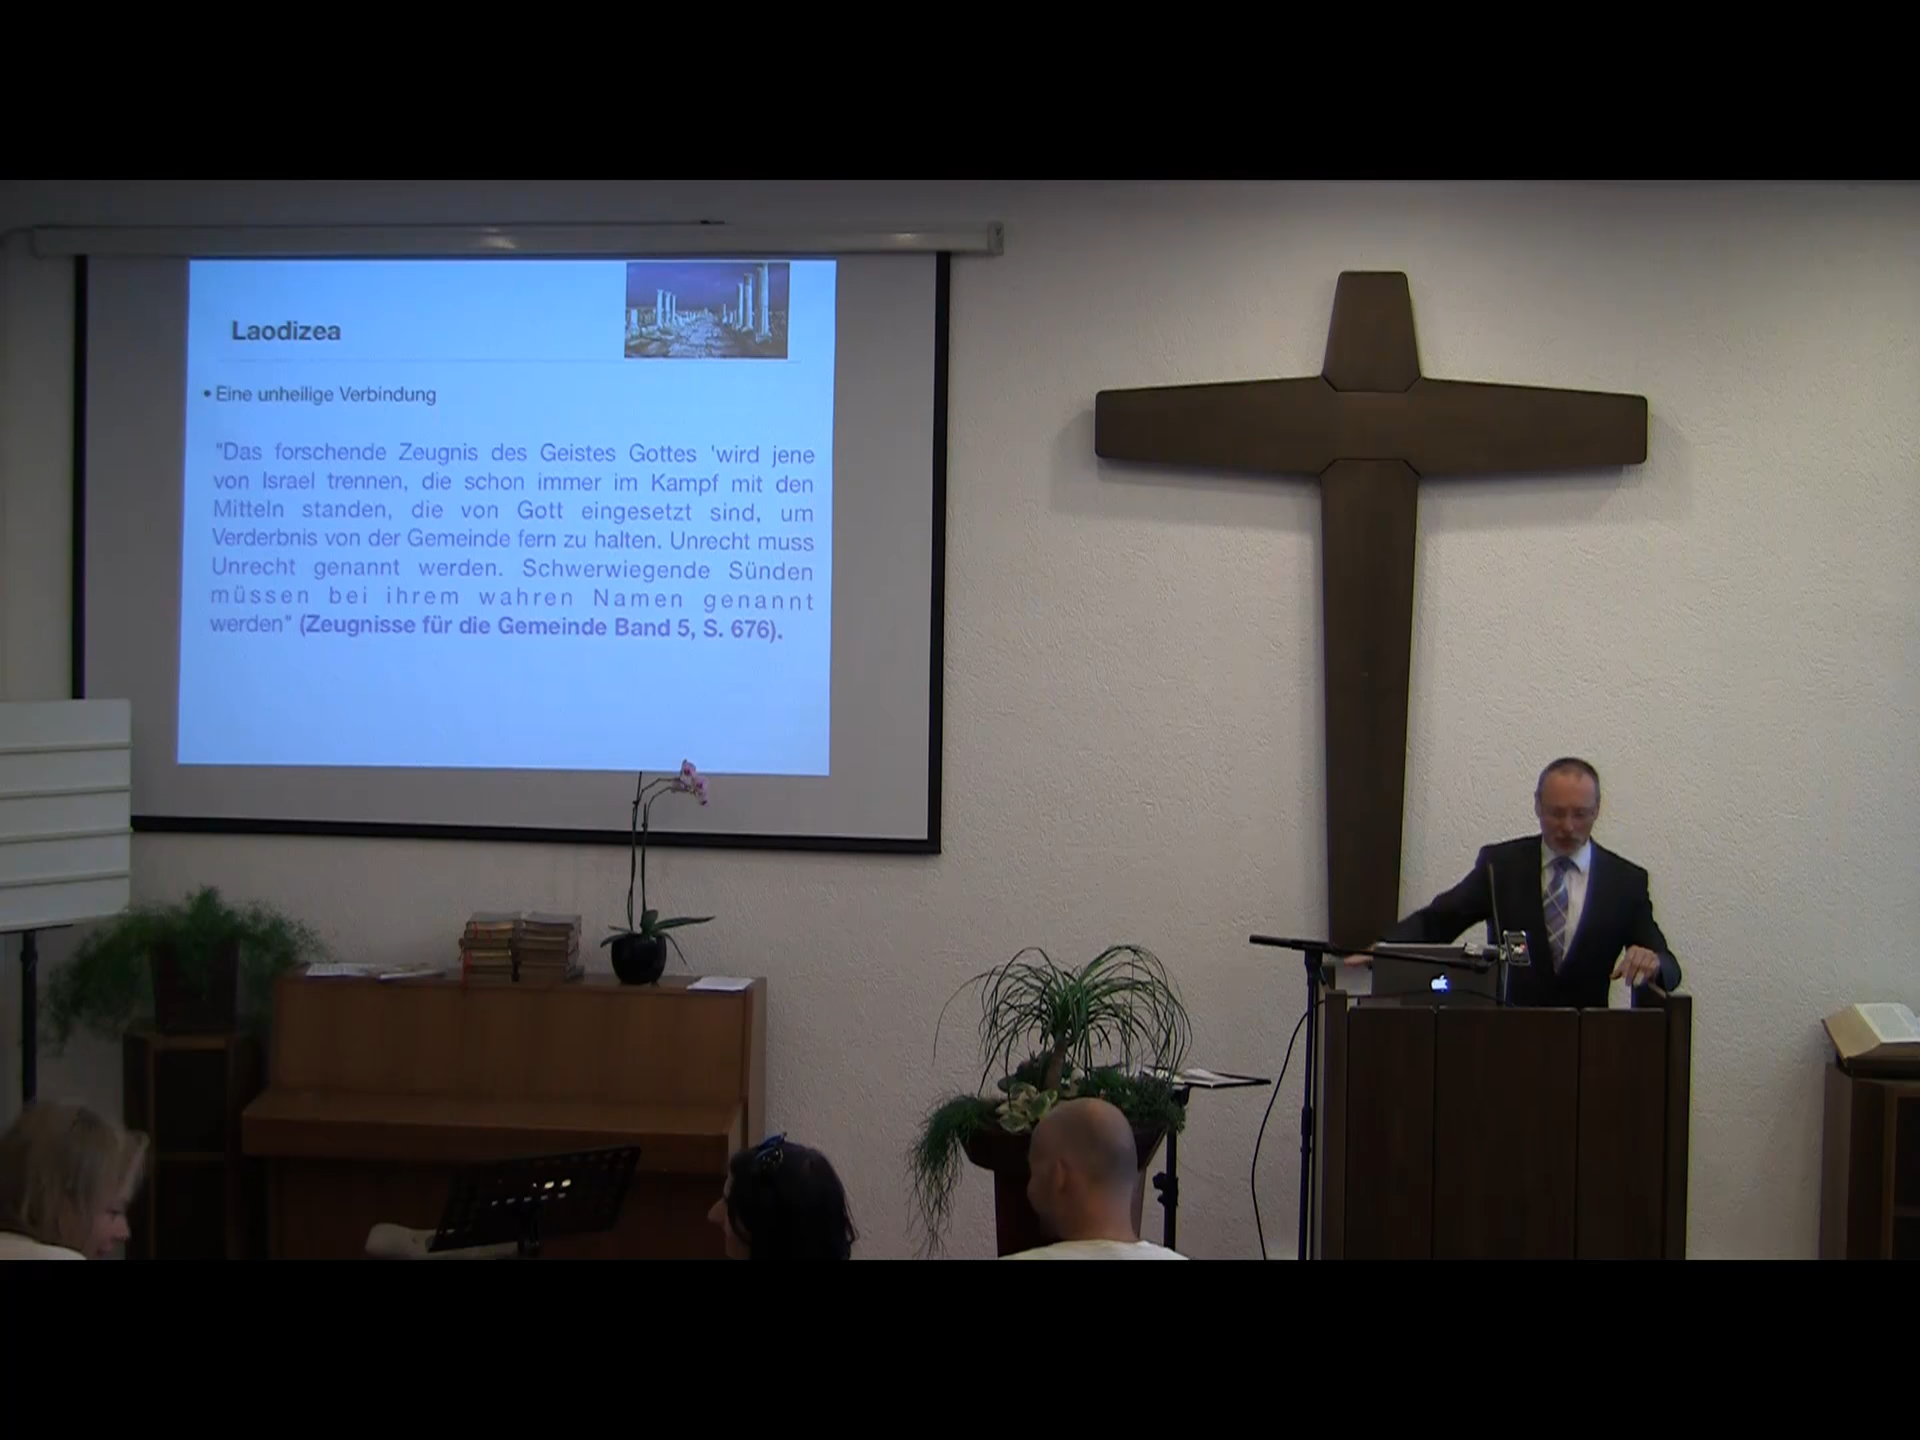 Laodizea
• Eine unheilige Verbindung
"Das forschende Zeugnis des Geistes Gottes 'wird jene
von Israel trennen, die schon immer im Kampf mit den
Mitteln standen, die von Gott eingesetzt sind, um
Verderbnis von der Gemeinde fern zu halten. Unrecht muss
Unrecht genannt werden. Schwerwiegende Sünden
müssen bei ihrem wahren Namen genannt
werden" (Zeugnisse für die Gemeinde Band 5, S. 676).